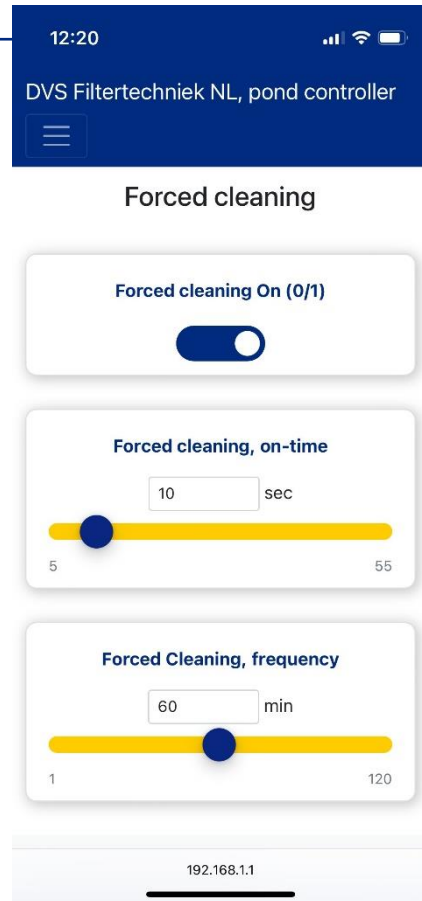 12:20
DVS Filtertechniek NL, pond controller
Forced cleaning
Forced cleaning On (0/1)
Forced cleaning, on-time
10 sec
5 55
Forced Cleaning, frequency
60 min
1 120
192.168.1.1